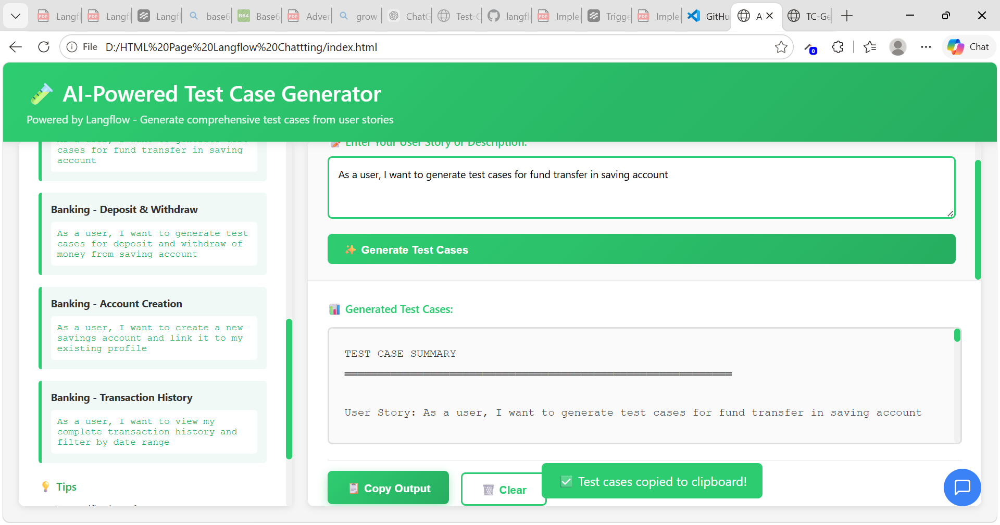 Langf
Langf
Langf
base6
B64
Base6
Adver
grow
ChatG
Test-C
langfl
Imple
Trigge
Imple
GitHu
A
TC-Ge
File
D:/HTML%20Page%20Langflow%20Chattting/index.html
0
Chat
AI-Powered Test Case Generator
Powered by Langflow - Generate comprehensive test cases from user stories
cases for fund transfer in saving
account
Banking - Deposit & Withdraw
As a user, I want to generate test
cases for deposit and withdraw of
money from saving account
Banking - Account Creation
As a user, I want to create a new
savings account and link it to my
existing profile
Banking - Transaction History
As a user, I want to view my
complete transaction history and
filter by date range
Tips
Enter Your User Story or Description:
As a user, I want to generate test cases for fund transfer in saving account
Generate Test Cases
Generated Test Cases:
TEST CASE SUMMARY
User Story: As a user, I want to generate test cases for fund transfer in saving account
Copy Output
Clear
Test cases copied to clipboard!